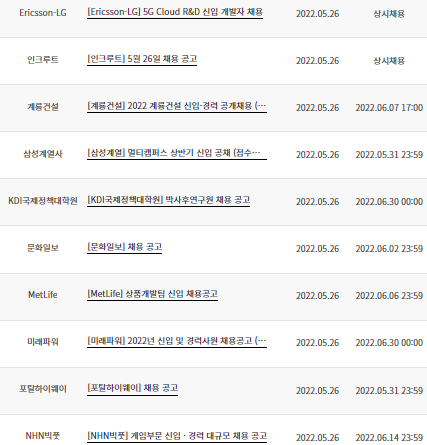 Ericsson-LG [Ericsson-LG] 5G Cloud R&D 신입 개발자 채용 2022.05.26 상시채용
인크루트 [인크루트] 5월 26일 채용 공고 2022.05.26 상시채용
계룡건설 [계룡건설] 2022 계룡건설 신입·경력 공개채용 (··· 2022.05.26 2022.06.07 17:00
삼성계열사 [삼성계열] 멀티캠퍼스 상반기 신입 공채 (접수··· 2022.05.26 2022.05.31 23:59
KDI국제정책대학원 [KDI국제정책대학원] 박사후연구원 채용 공고 2022.05.26 2022.06.30 00:00
문화일보 [문화일보] 채용 공고 2022.05.26 2022.06.02 23:59
MetLife [MetLife] 상품개발팀 신입 채용공고 2022.05.26 2022.06.06 23:59
미래파워 [미래파워] 2022년 신입 및 경력사원 채용공고 (··· 2022.05.26 2022.06.30 00:00
포탈하이웨이 [포탈하이웨이] 채용 공고 2022.05.26 2022.05.31 23:59
NHN빅풋 [NHN빅풋] 게임부문 신입 · 경력 대규모 채용 공고 2022.05.26 2022.06.14 23:59